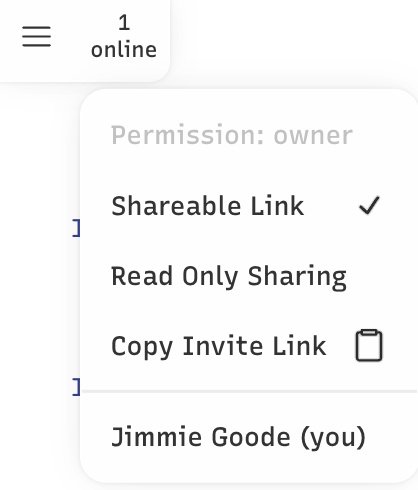 1
online
Permission: owner
Shareable Link
Read Only Sharing
Copy Invite Link
Jimmie Goode (you)